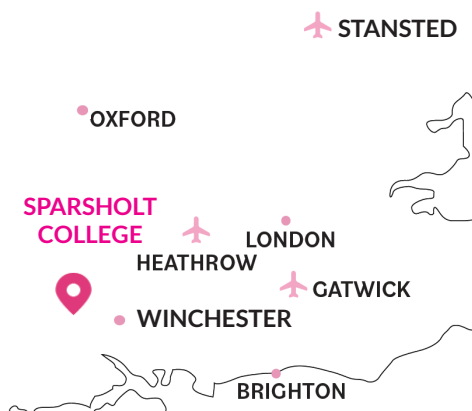 STANSTED
OXFORD
SPARSHOLT
COLLEGE
LONDON
HEATHROW
GATWICK
WINCHESTER
BRIGHTON